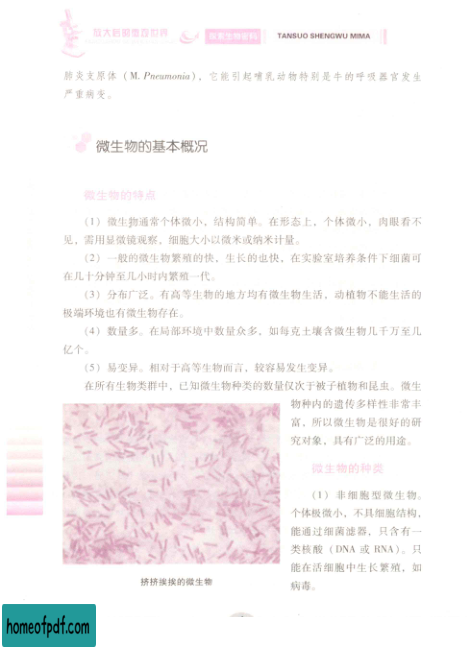 放大的微生物世界 探索生物密码 TANSUO SHENGWU MIMA
肺炎支原体（M. Pneumonia），它能引起哺乳动物特别是牛的呼吸器官发生
严重病变。
微生物的基本概况
微生物的特点
（1）微生物通常个体微小，结构简单。在形态上，个体微小，肉眼看不
见，需用显微镜观察，细胞大小以微米或纳米计量。
（2）一般的微生物繁殖的快，生长的也快，在实验室培养条件下细菌可
在几十分钟至几小时内繁殖一代。
（3）分布广泛。有高等生物的地方均有微生物生活，动植物不能生活的
极端环境也有微生物存在。
（4）数量多。在局部环境中数量众多，如每克土壤含微生物几千万至几
亿个。
（5）易变异。相对于高等生物而言，较容易发生变异。
在所有生物类群中，已知微生物种类的数量仅次于被子植物和昆虫。微生
物种内的遗传多样性非常丰
富，所以微生物是很好的研
究对象，具有广泛的用途。
微生物的种类
（1）非细胞型微生物。
个体极微小，不具细胞结构，
能通过细菌滤器，只含有一
类核酸（DNA 或 RNA）。只
能在活细胞中生长繁殖，如
病毒。
挤挤挨挨的微生物
homeofpdf.com